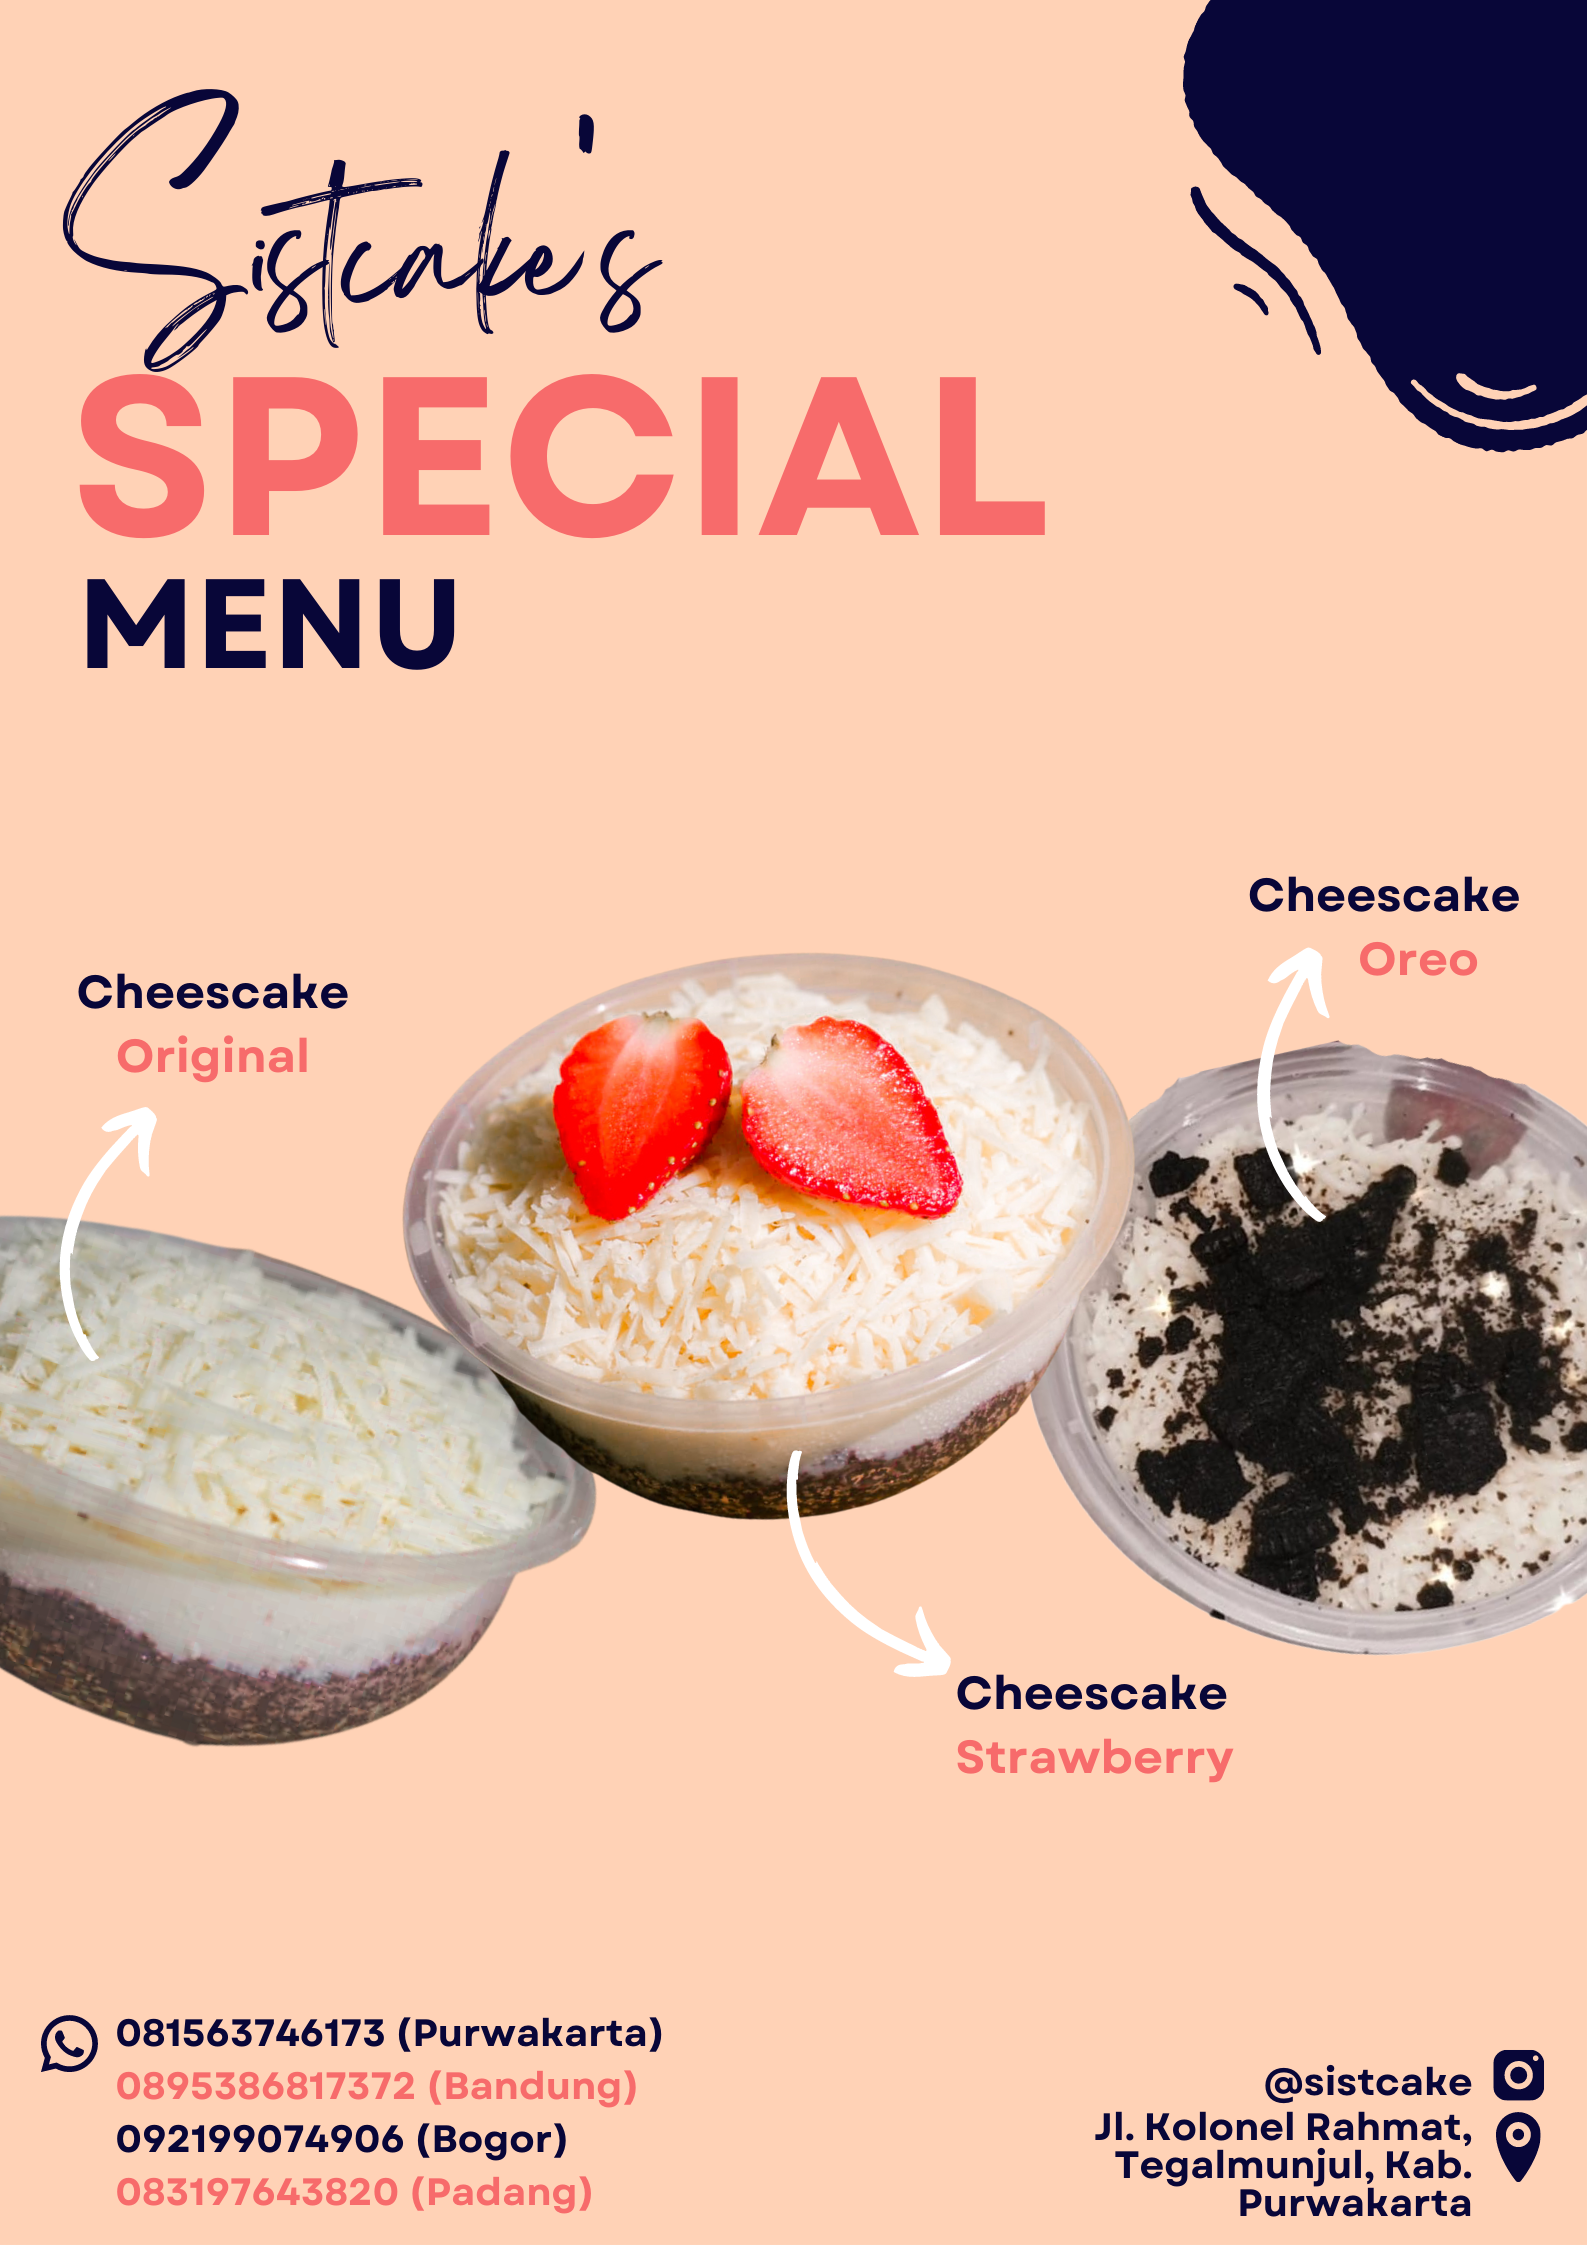 Sistcake's
SPECIAL
MENU
Cheescake
Oreo
Cheescake
Original
Cheescake
Strawberry
081563746173 (Purwakarta)
0895386817372 (Bandung)
092199074906 (Bogor)
083197643820 (Padang)
@sistcake
Jl. Kolonel Rahmat,
Tegalmunjul, Kab.
Purwakarta